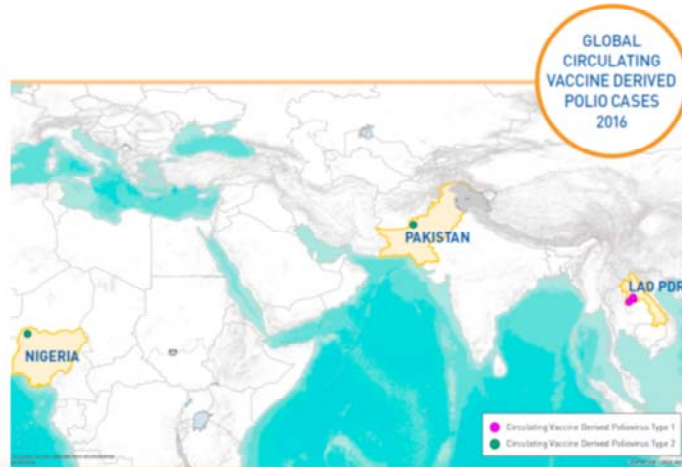 GLOBAL
CIRCULATING
VACCINE DERIVED
POLIO CASES
2016
PAKISTAN
LAO PDR
NIGERIA
Circulating Vaccine Derived Poliovirus Type 1
Circulating Vaccine Derived Poliovirus Type 2